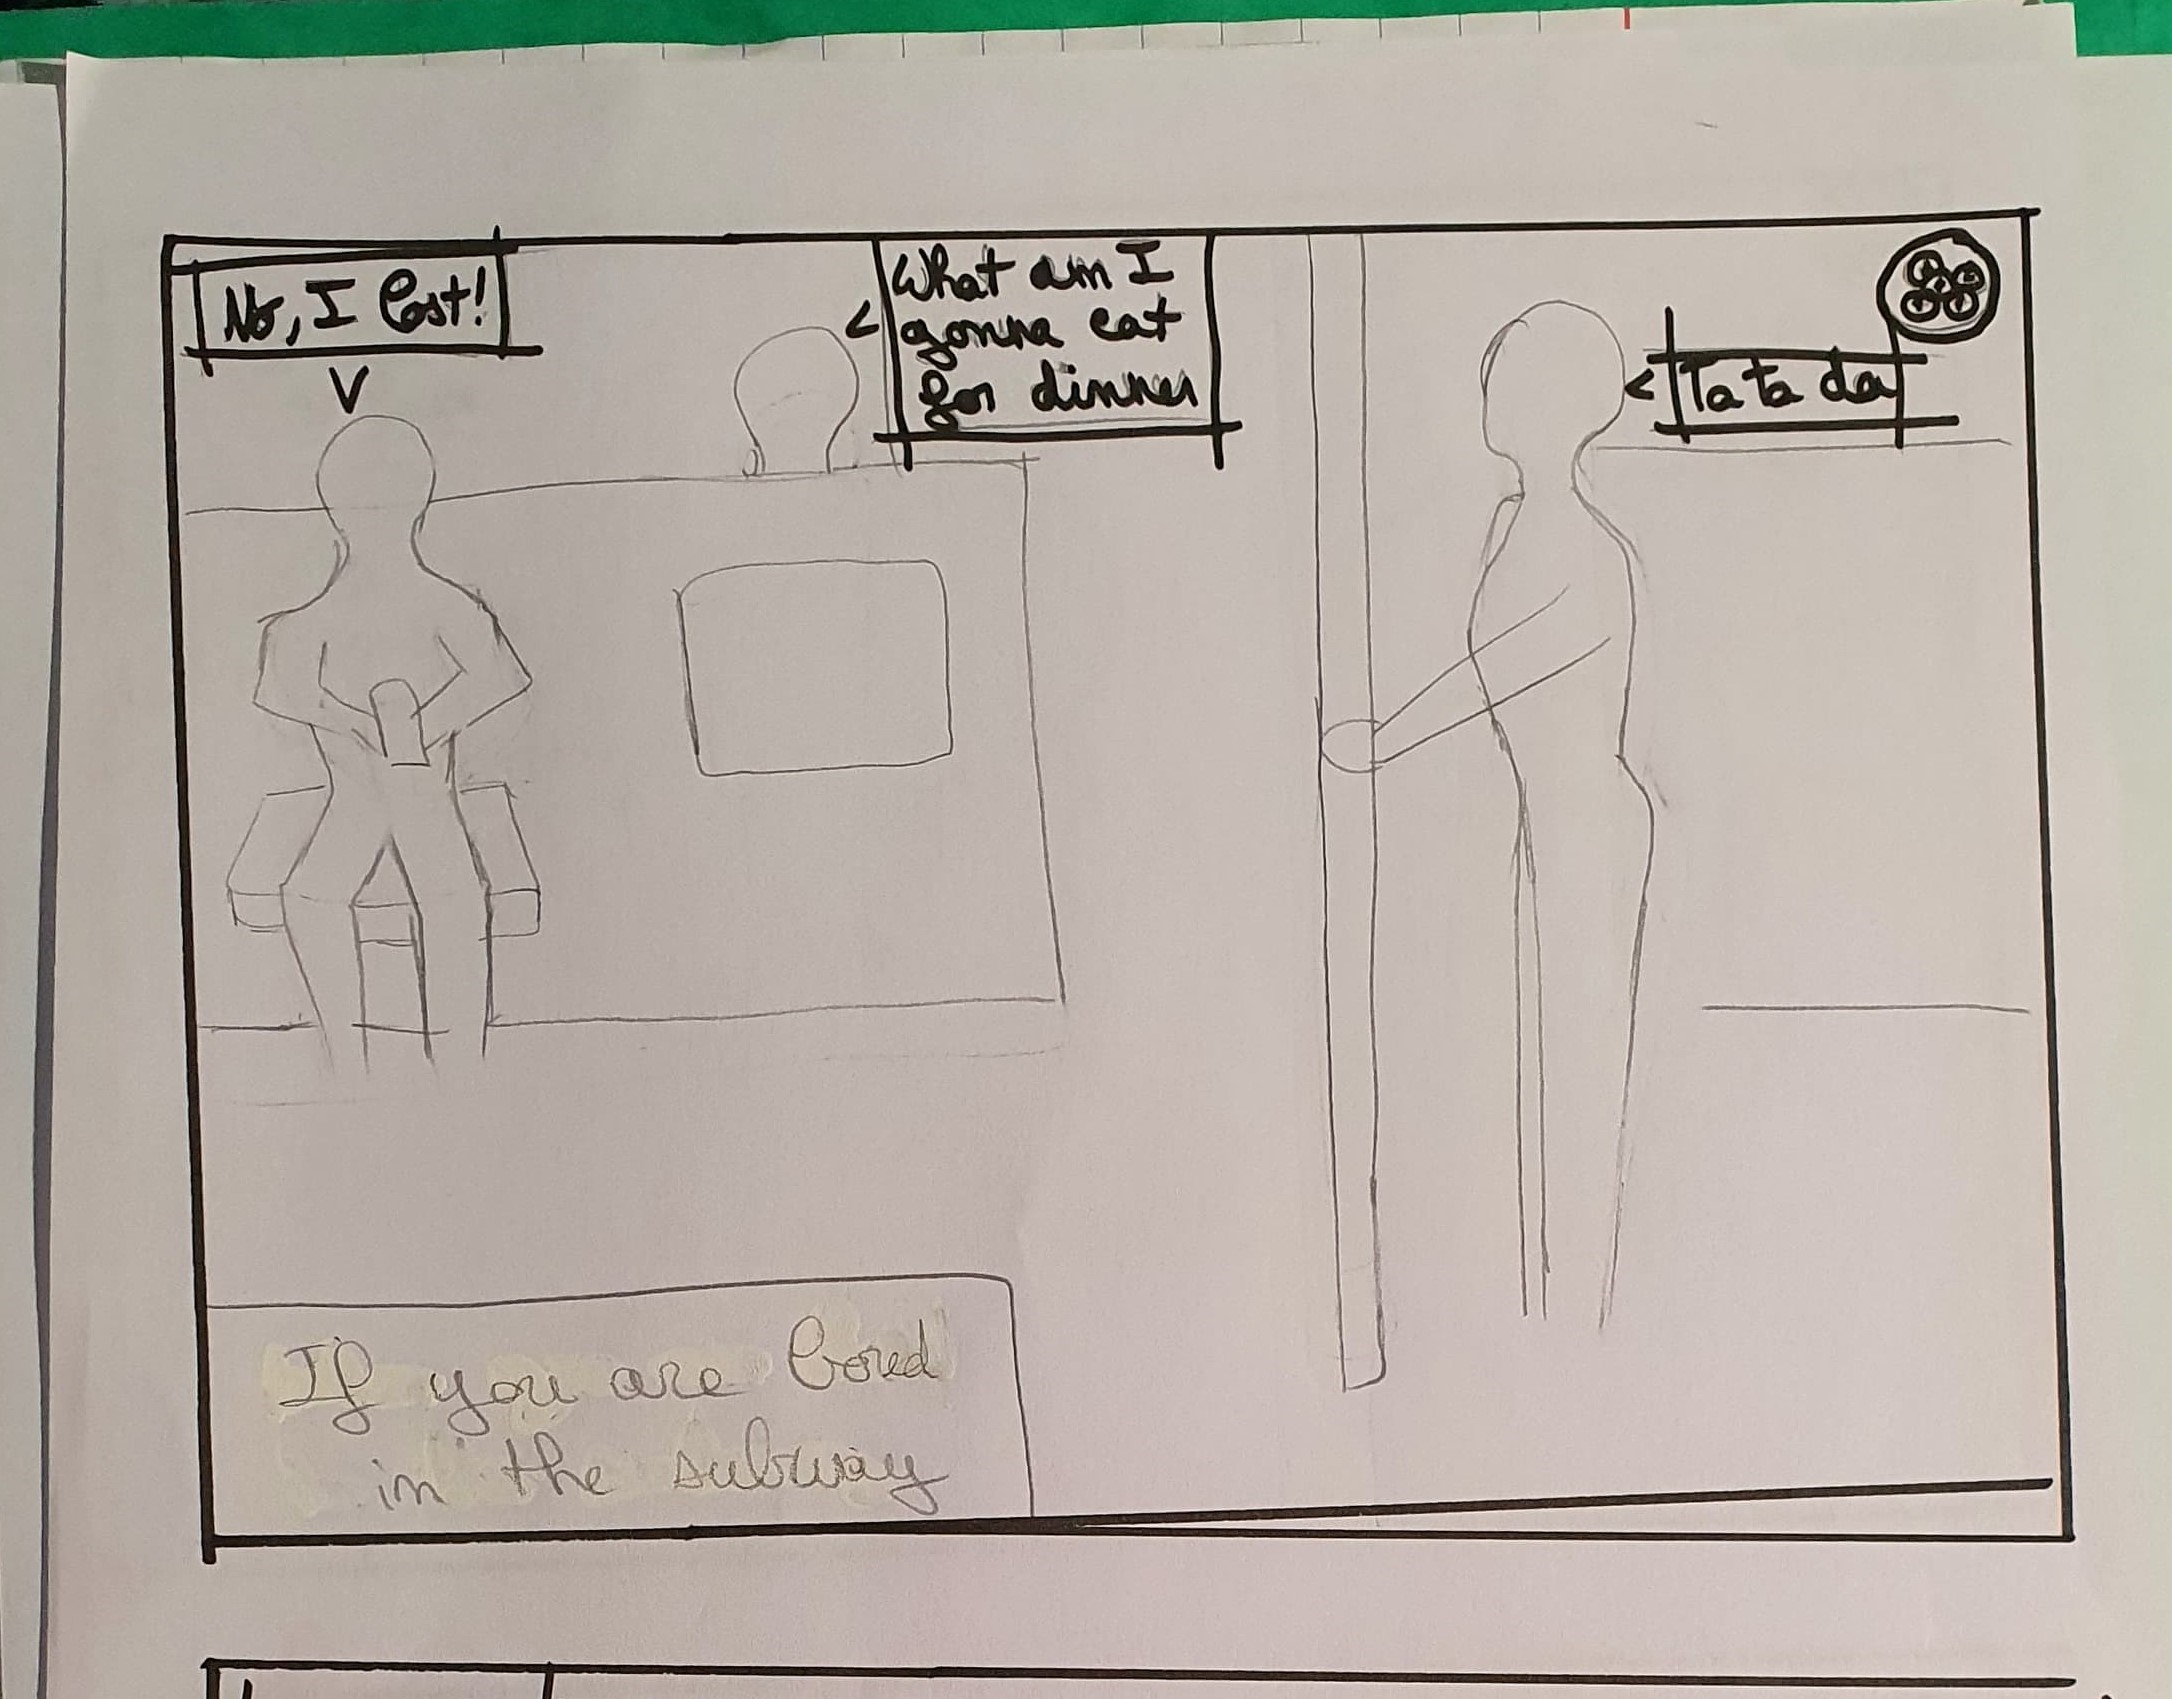 No, I lost!
What am I
gonna eat
for dinner
Ta ta da
If you are bored
in the subway